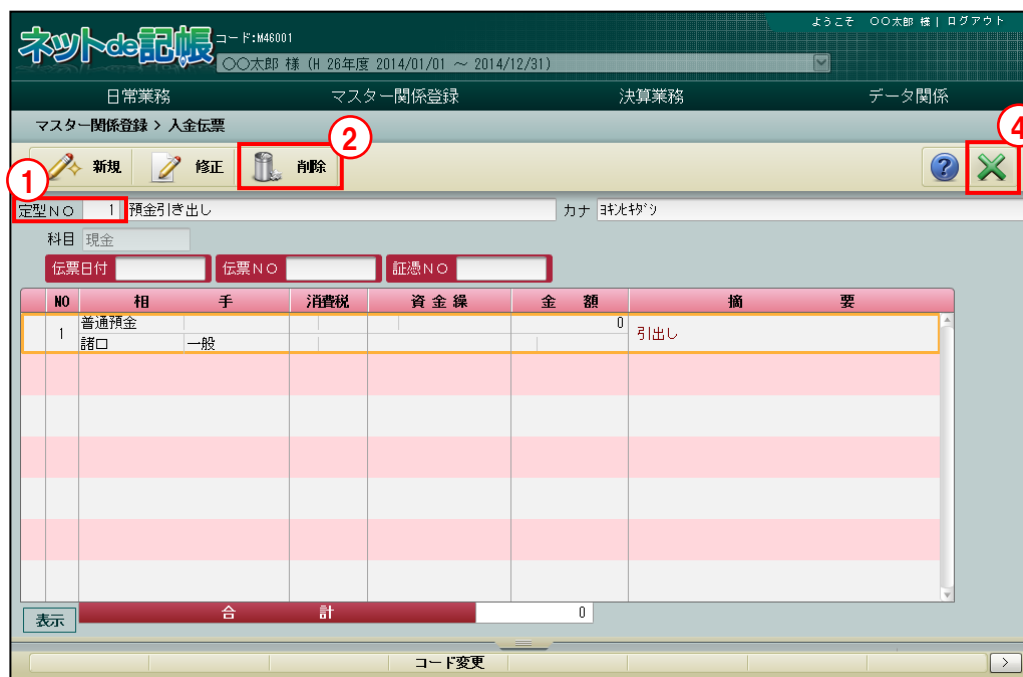 ようこそ　〇〇太郎 様 | ログアウト
ネットde記帳 コード:M46001
〇〇太郎 様 (H 26年度 2014/01/01 ～ 2014/12/31)
日常業務 マスター関係登録 決算業務 データ関係
マスター関係登録 > 入金伝票
① 新規 修正 ② 削除 ? ④
定型NO 1 預金引き出し カナ ﾖｷﾝﾋｷﾀﾞｼ
科目 現金
伝票日付 伝票NO 証憑NO
NO 相　手 消費税 資金繰 金　額 摘　要
1 普通預金 0 引出し
諸口 一般
表示 合　計 0
コード変更 >